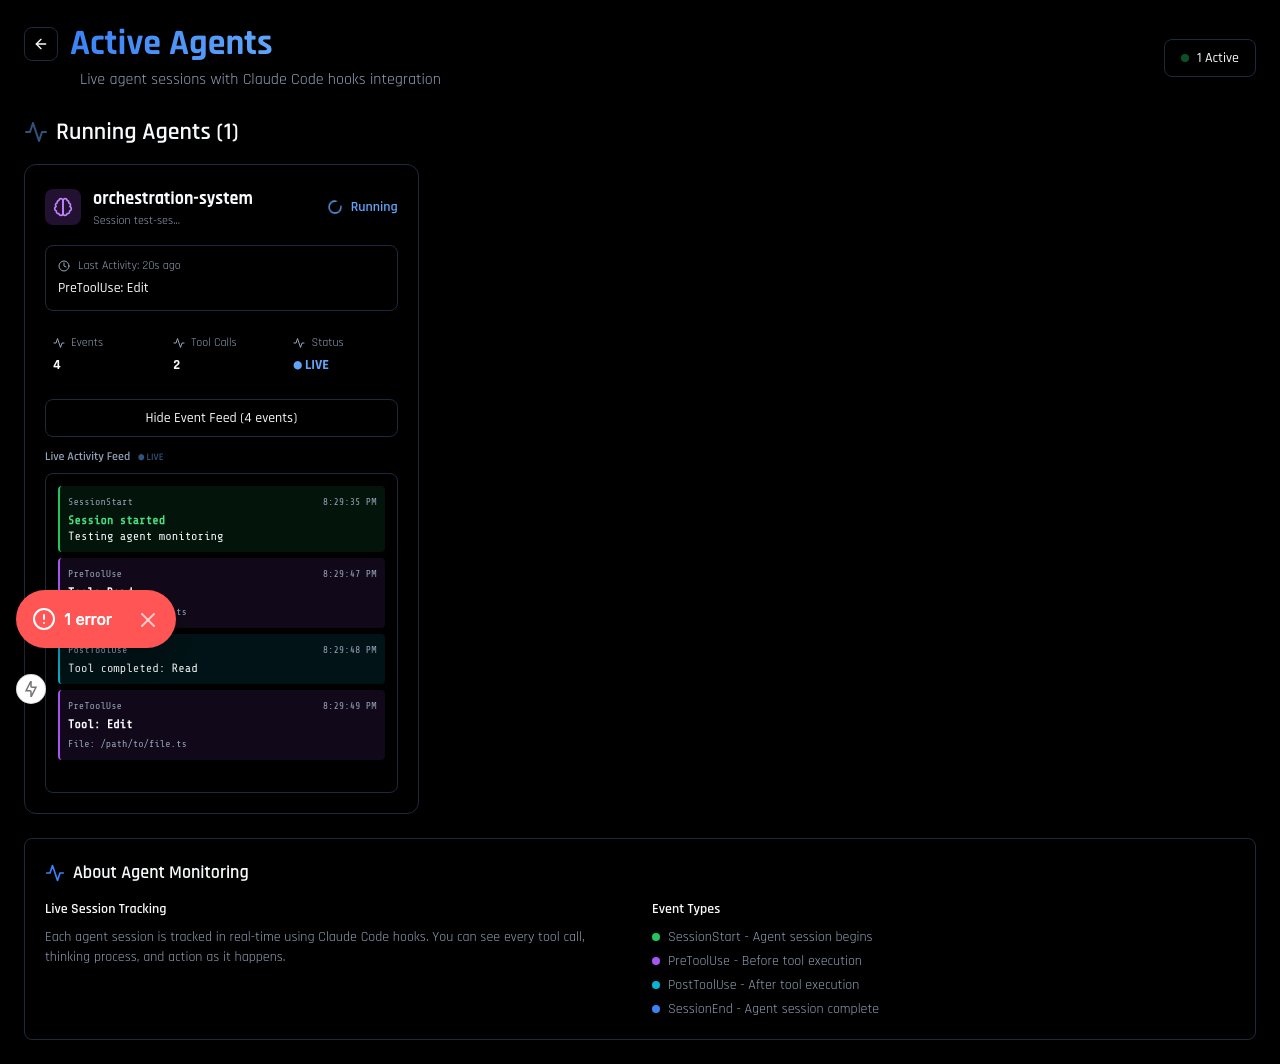 Active Agents
Live agent sessions with Claude Code hooks integration
1 Active
Running Agents (1)
orchestration-system
Session test-ses...
Running
Last Activity: 20s ago
PreToolUse: Edit
Events
4
Tool Calls
2
Status
LIVE
Hide Event Feed (4 events)
Live Activity Feed
LIVE
SessionStart
8:29:35 PM
Session started
Testing agent monitoring
PreToolUse
8:29:47 PM
ts
1 error
PostToolUse
8:29:48 PM
Tool completed: Read
PreToolUse
8:29:49 PM
Tool: Edit
File: /path/to/file.ts
About Agent Monitoring
Live Session Tracking
Each agent session is tracked in real-time using Claude Code hooks. You can see every tool call,
thinking process, and action as it happens.
Event Types
SessionStart - Agent session begins
PreToolUse - Before tool execution
PostToolUse - After tool execution
SessionEnd - Agent session complete